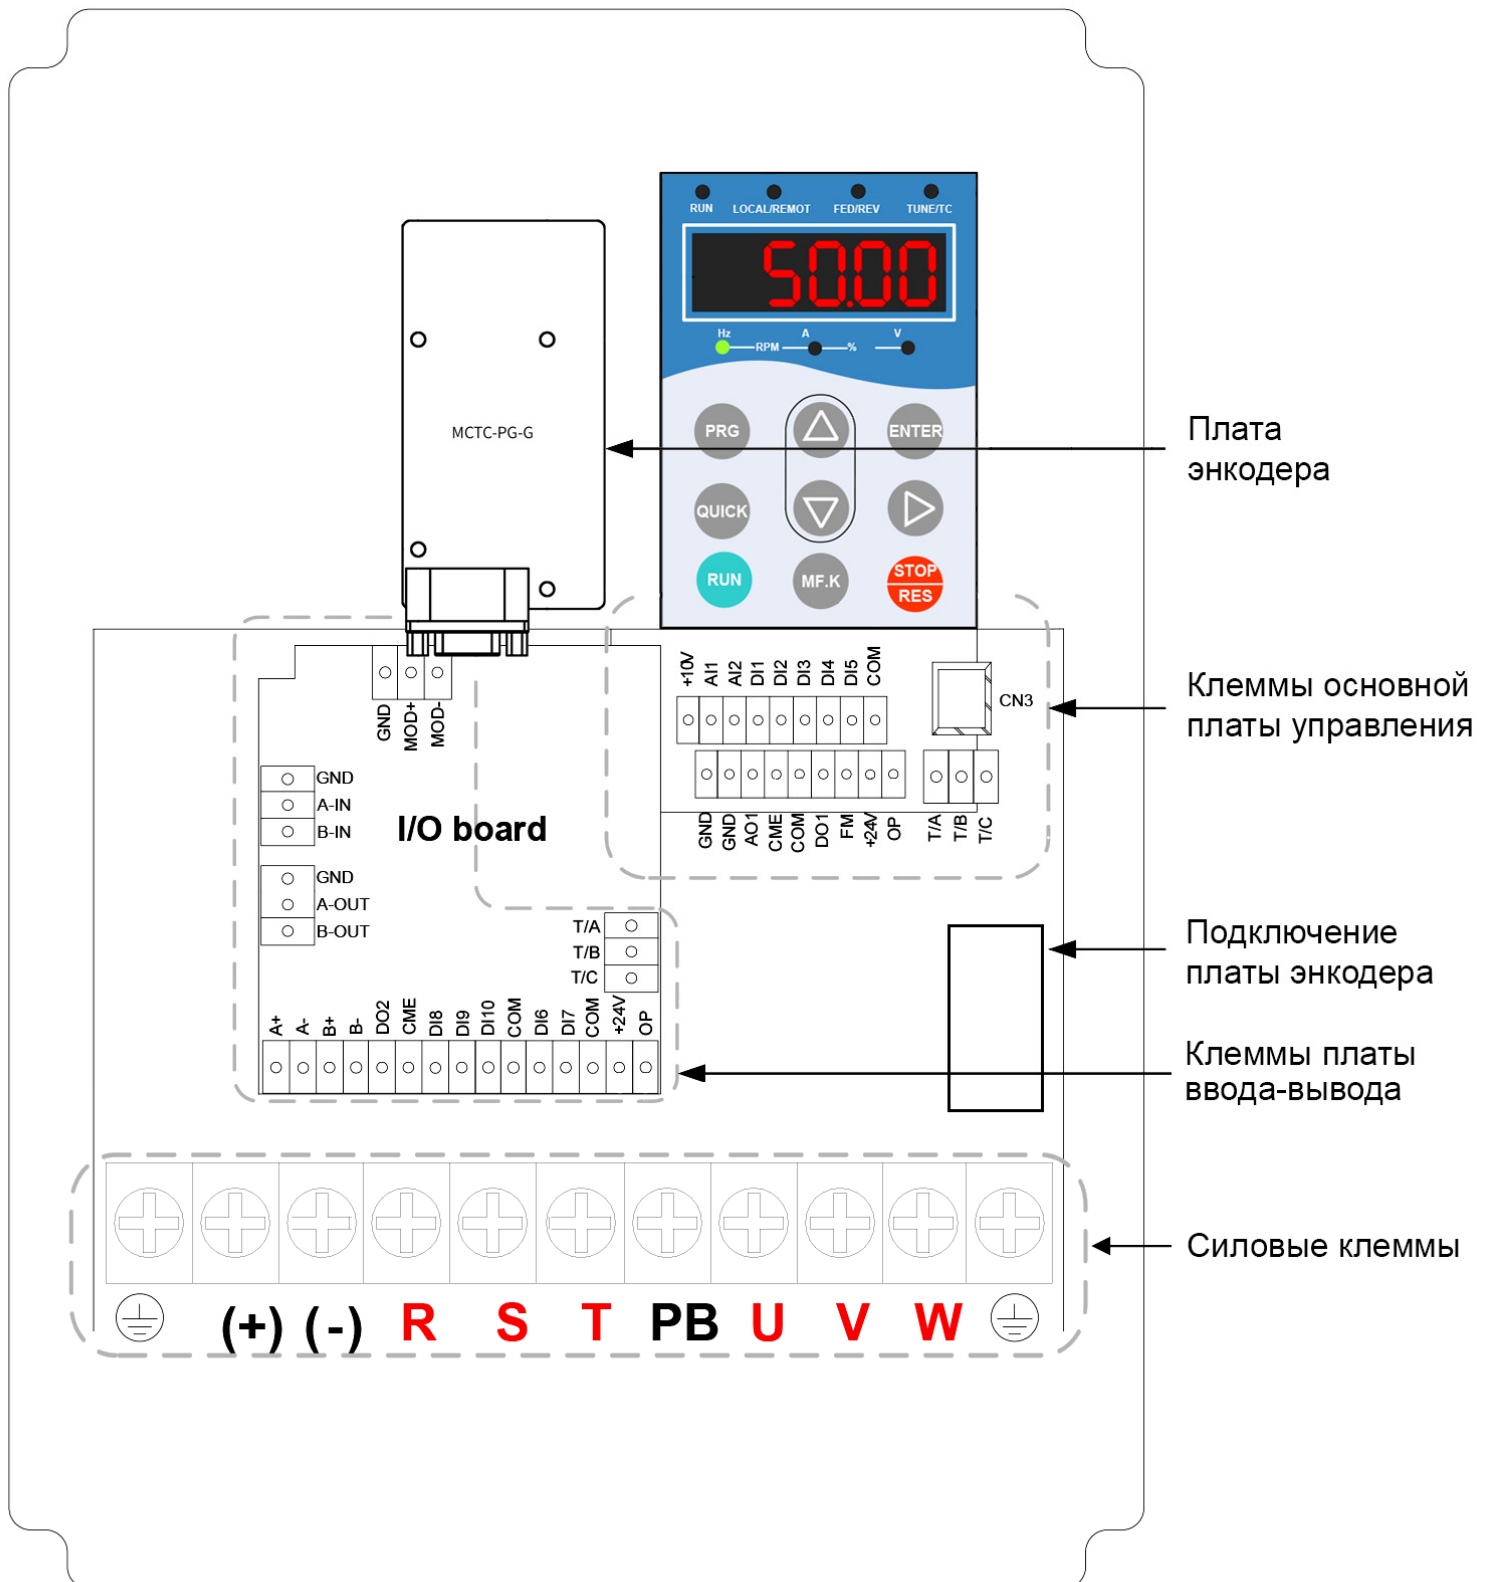 RUN LOCAL/REMOT FED/REV TUNE/TC
50.00
Hz A V
RPM %
MCTC-PG-G
PRG ENTER
QUICK
RUN MF.K STOP
RES
Плата
энкодера
+10V AI1 AI2 DI1 DI2 DI3 DI4 DI5 COM
CN3
GND GND AO1 CME COM DO1 FM +24V OP T/A T/B T/C
Клеммы основной
платы управления
GND MOD+ MOD-
GND
A-IN
B-IN
I/O board
GND
A-OUT
B-OUT
T/A
T/B
T/C
Подключение
платы энкодера
A+ A- B+ B- DO2 CME DI8 DI9 DI10 COM DI6 DI7 COM +24V OP
Клеммы платы
ввода-вывода
Силовые клеммы
(+) (-) R S T PB U V W